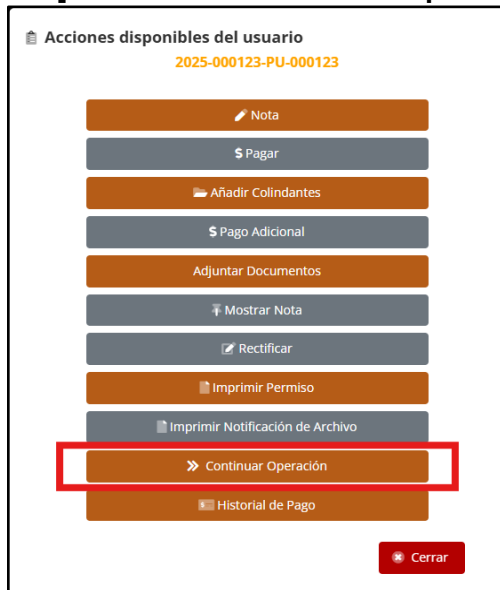 Acciones disponibles del usuario
2025-000123-PU-000123
Nota
$ Pagar
Añadir Colindantes
$ Pago Adicional
Adjuntar Documentos
Mostrar Nota
Rectificar
Imprimir Permiso
Imprimir Notificación de Archivo
Continuar Operación
Historial de Pago
Cerrar